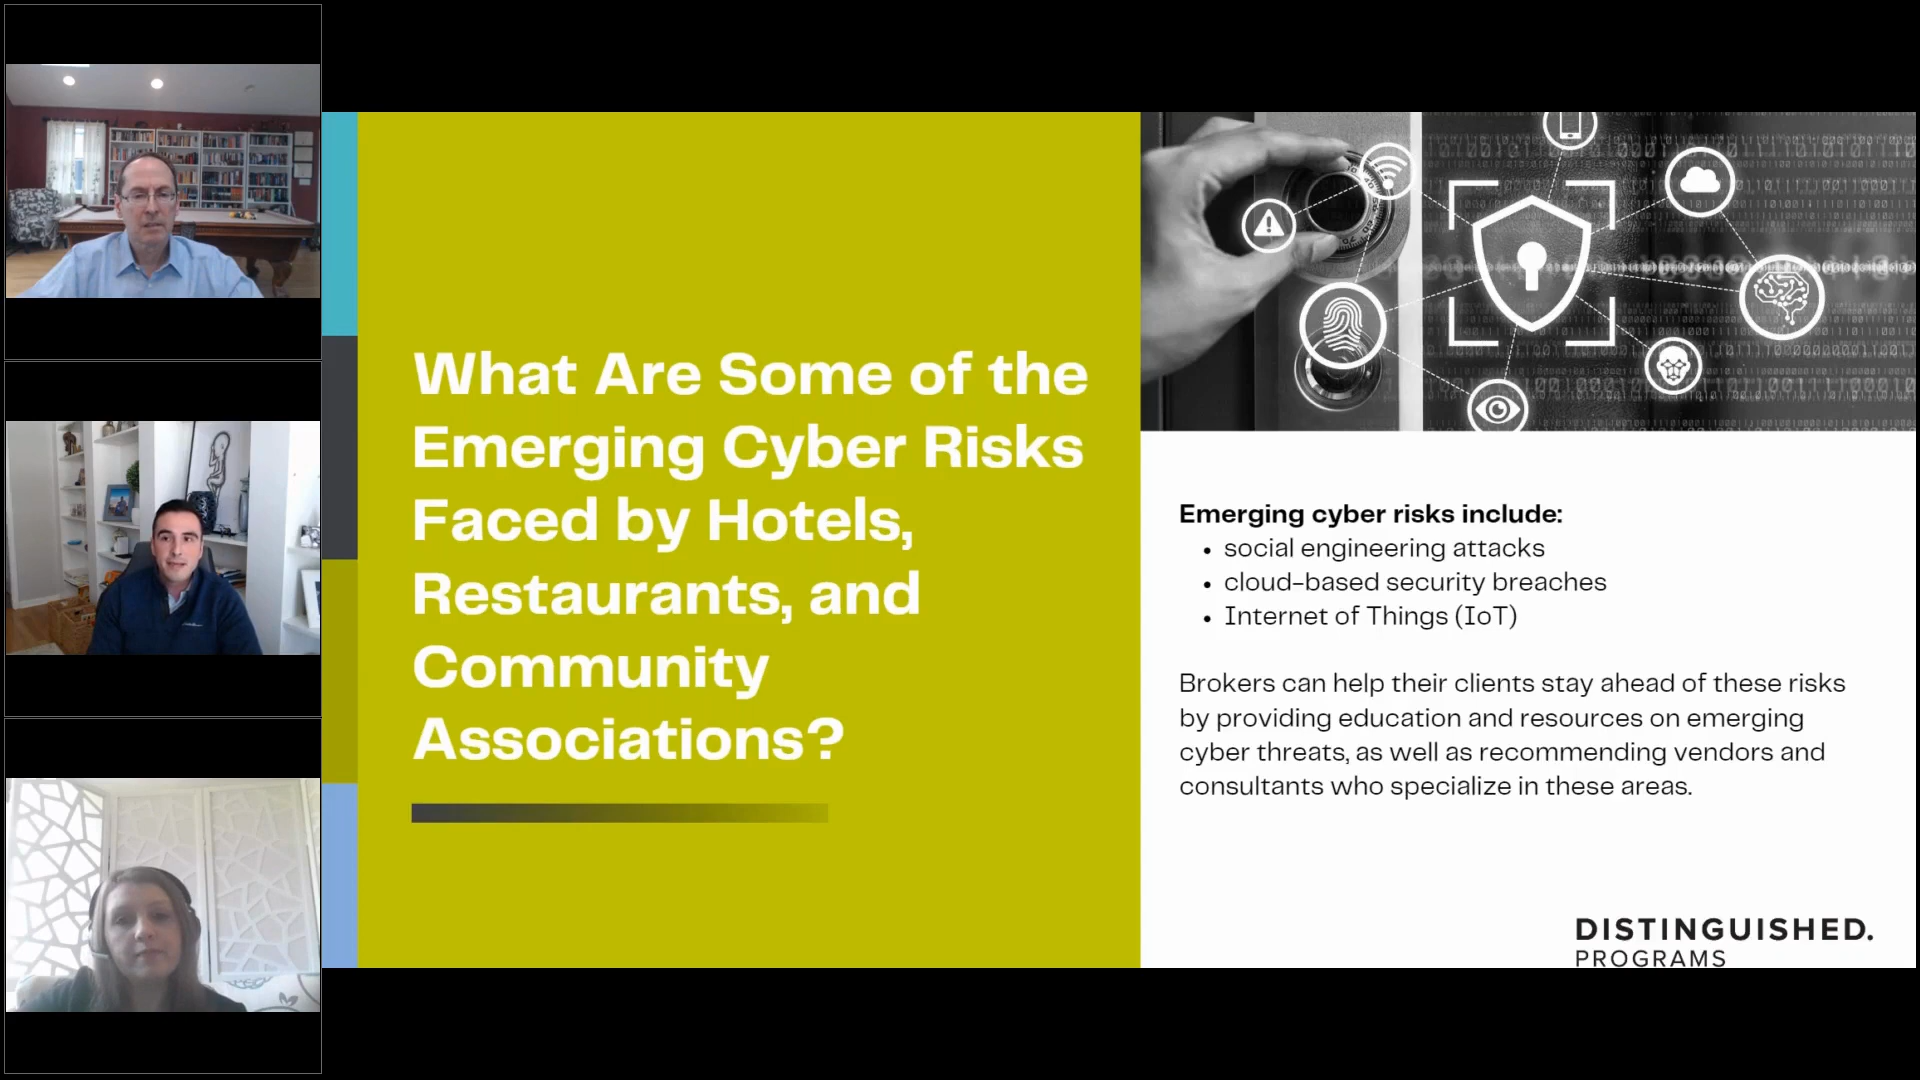 What Are Some of the
Emerging Cyber Risks
Faced by Hotels,
Restaurants, and
Community
Associations?
Emerging cyber risks include:
• social engineering attacks
• cloud-based security breaches
• Internet of Things (IoT)
Brokers can help their clients stay ahead of these risks
by providing education and resources on emerging
cyber threats, as well as recommending vendors and
consultants who specialize in these areas.
DISTINGUISHED.
PROGRAMS